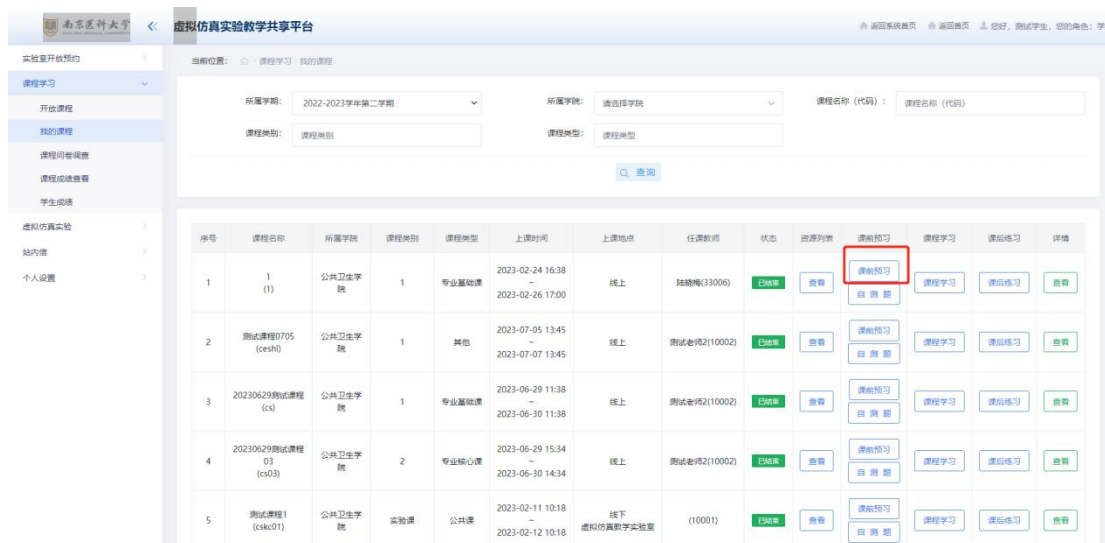 南京医科大学
虚拟仿真实验教学共享平台
返回系统首页 返回首页 您好，测试学生，您的角色：学
实验室开放预约
课程学习
开放课程
我的课程
课程问卷调查
课程成绩查看
学生成绩
虚拟仿真实验
站内信
个人设置
当前位置： 课程学习 我的课程
所属学期： 2022-2023学年第二学期 所属学院： 请选择学院 课程名称（代码）： 课程名称（代码）
课程类别： 课程类别 课程类型： 课程类型
查询
序号 课程名称 所属学院 课程类别 课程类型 上课时间 上课地点 任课教师 状态 资源列表 课前预习 课程学习 课后练习 详情
1 1 (1) 公共卫生学院 1 专业基础课 2023-02-24 16:38 ~ 2023-02-26 17:00 线上 陆晓梅(33006) 已结束 查看 课前预习 自测题 课程学习 课后练习 查看
2 测试课程0705 (ceshI) 公共卫生学院 1 其他 2023-07-05 13:45 ~ 2023-07-07 13:45 线上 测试老师2(10002) 已结束 查看 课前预习 自测题 课程学习 课后练习 查看
3 20230629测试课程 (cs) 公共卫生学院 1 专业基础课 2023-06-29 11:38 ~ 2023-06-30 11:38 线上 测试老师2(10002) 已结束 查看 课前预习 自测题 课程学习 课后练习 查看
4 20230629测试课程03 (cs03) 公共卫生学院 2 专业核心课 2023-06-29 15:34 ~ 2023-06-30 14:34 线上 测试老师2(10002) 已结束 查看 课前预习 自测题 课程学习 课后练习 查看
5 测试课程1 (cskc01) 公共卫生学院 实验课 公共课 2023-02-11 10:18 ~ 2023-02-12 10:18 线下 虚拟仿真教学实验室 (10001) 已结束 查看 课前预习 自测题 课程学习 课后练习 查看